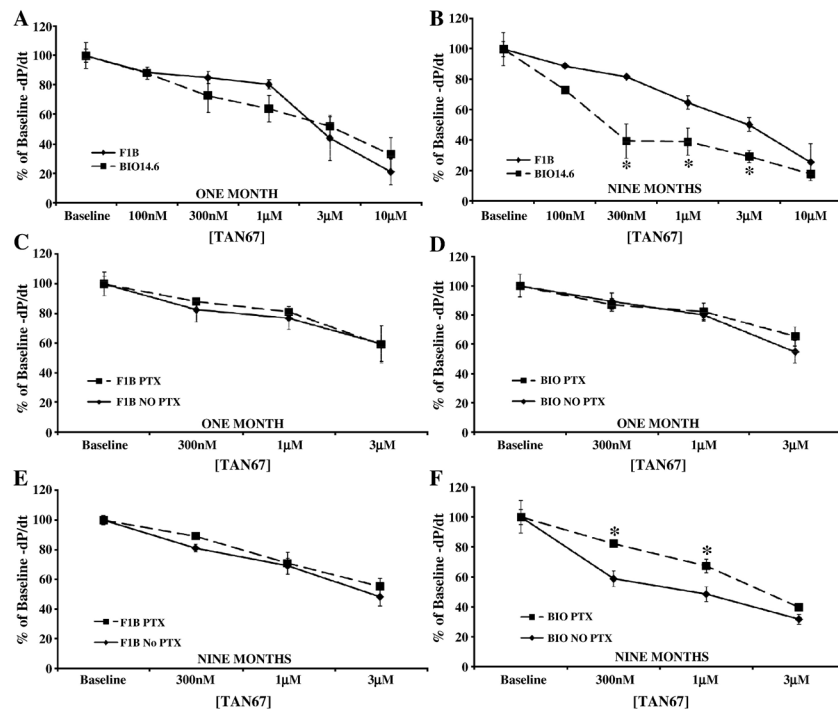 A
% of Baseline -dP/dt
120
100
80
60
40
20
0
F1B
BIO14.6
ONE MONTH
Baseline 100nM 300nM 1µM 3µM 10µM
[TAN67]
B
% of Baseline -dP/dt
120
100
80
60
40
20
0
F1B
BIO14.6
* * *
NINE MONTHS
Baseline 100nM 300nM 1µM 3µM 10µM
[TAN67]
C
% of Baseline -dP/dt
120
100
80
60
40
20
0
F1B PTX
F1B NO PTX
ONE MONTH
Baseline 300nM 1µM 3µM
[TAN67]
D
% of Baseline -dP/dt
120
100
80
60
40
20
0
BIO PTX
BIO NO PTX
ONE MONTH
Baseline 300nM 1µM 3µM
[TAN67]
E
% of Baseline -dP/dt
120
100
80
60
40
20
0
F1B PTX
F1B No PTX
NINE MONTHS
Baseline 300nM 1µM 3µM
[TAN67]
F
% of Baseline -dP/dt
120
100
80
60
40
20
0
* *
BIO PTX
BIO NO PTX
NINE MONTHS
Baseline 300nM 1µM 3µM
[TAN67]